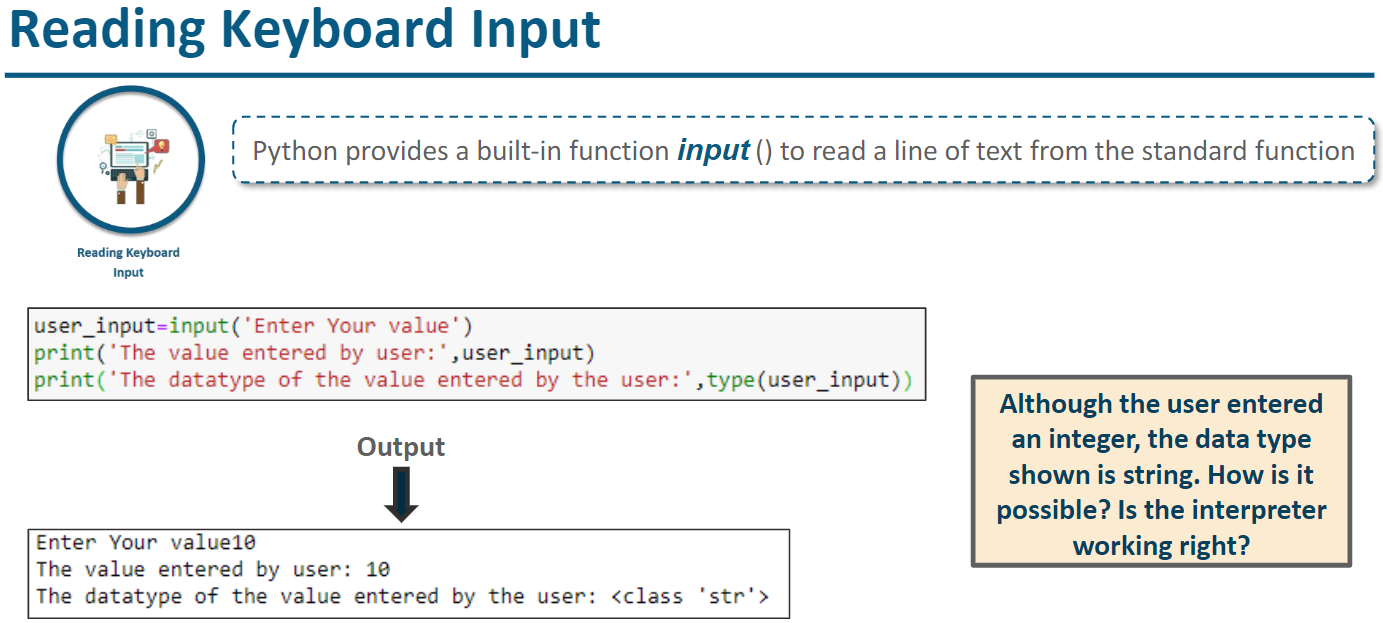 Reading Keyboard Input
Python provides a built-in function input () to read a line of text from the standard function
Reading Keyboard
Input
user_input=input('Enter Your value')
print('The value entered by user:',user_input)
print('The datatype of the value entered by the user:',type(user_input))
Output
Enter Your value10
The value entered by user: 10
The datatype of the value entered by the user: <class 'str'>
Although the user entered
an integer, the data type
shown is string. How is it
possible? Is the interpreter
working right?